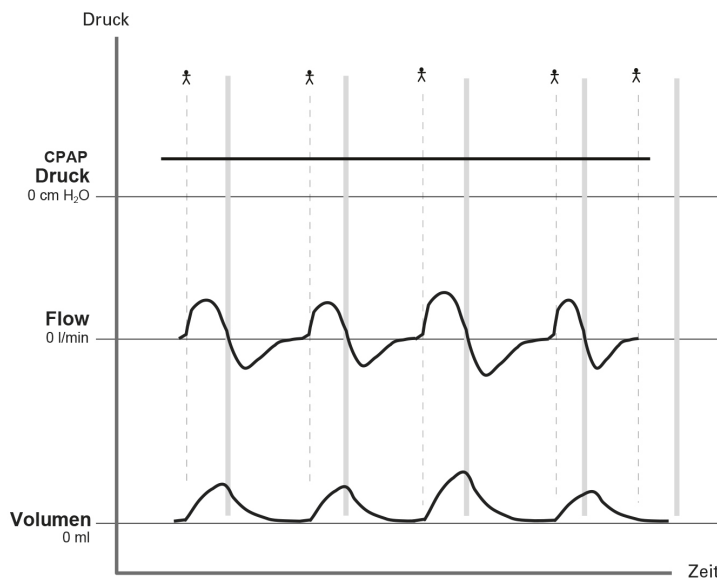 Druck
CPAP
Druck
0 cm H₂O
Flow
0 l/min
Volumen
0 ml
Zeit